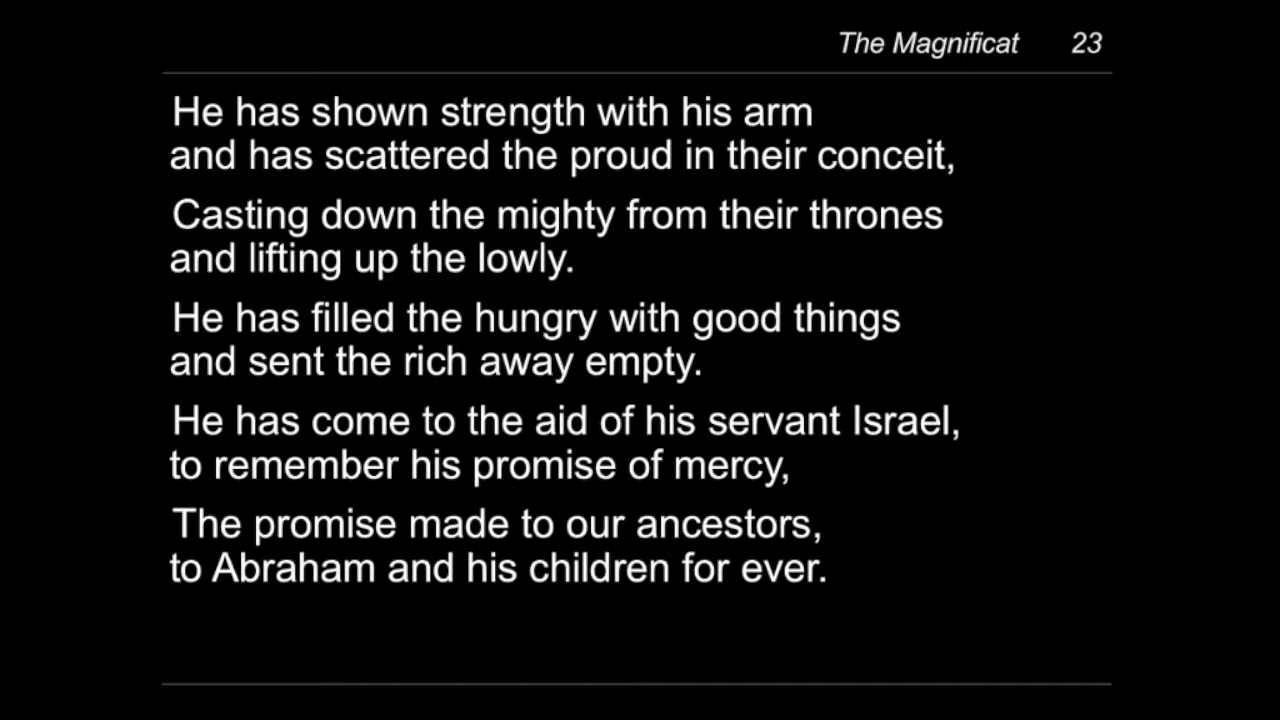 The Magnificat 23
He has shown strength with his arm
and has scattered the proud in their conceit,
Casting down the mighty from their thrones
and lifting up the lowly.
He has filled the hungry with good things
and sent the rich away empty.
He has come to the aid of his servant Israel,
to remember his promise of mercy,
The promise made to our ancestors,
to Abraham and his children for ever.